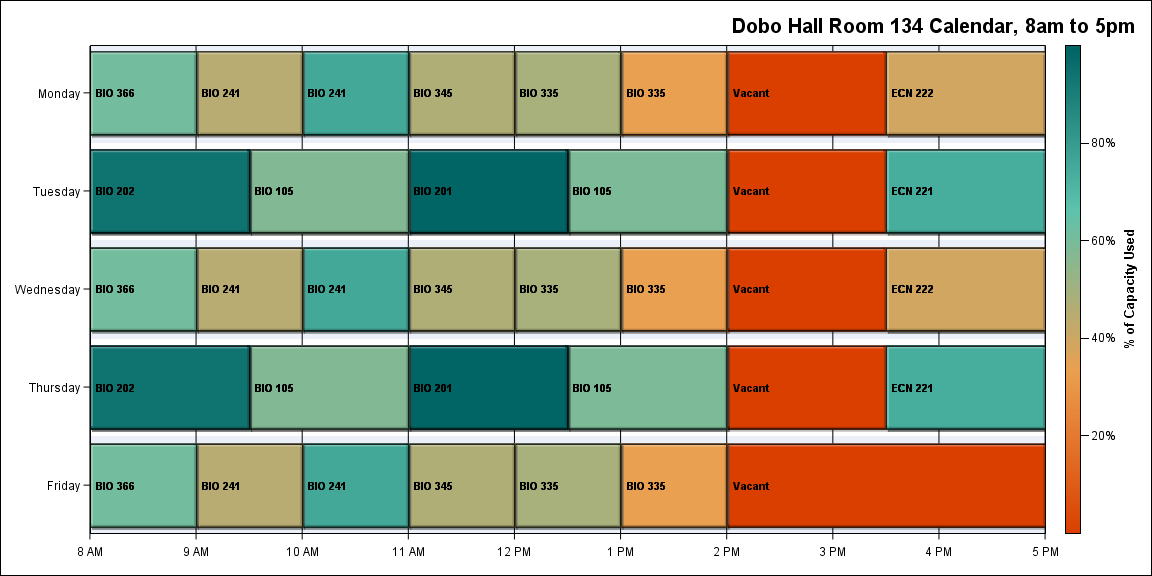 Dobo Hall Room 134 Calendar, 8am to 5pm
Monday BIO 366 BIO 241 BIO 241 BIO 345 BIO 335 BIO 335 Vacant ECN 222
Tuesday BIO 202 BIO 105 BIO 201 BIO 105 Vacant ECN 221
Wednesday BIO 366 BIO 241 BIO 241 BIO 345 BIO 335 BIO 335 Vacant ECN 222
Thursday BIO 202 BIO 105 BIO 201 BIO 105 Vacant ECN 221
Friday BIO 366 BIO 241 BIO 241 BIO 345 BIO 335 BIO 335 Vacant
8 AM 9 AM 10 AM 11 AM 12 PM 1 PM 2 PM 3 PM 4 PM 5 PM
80%
60%
40%
20%
% of Capacity Used